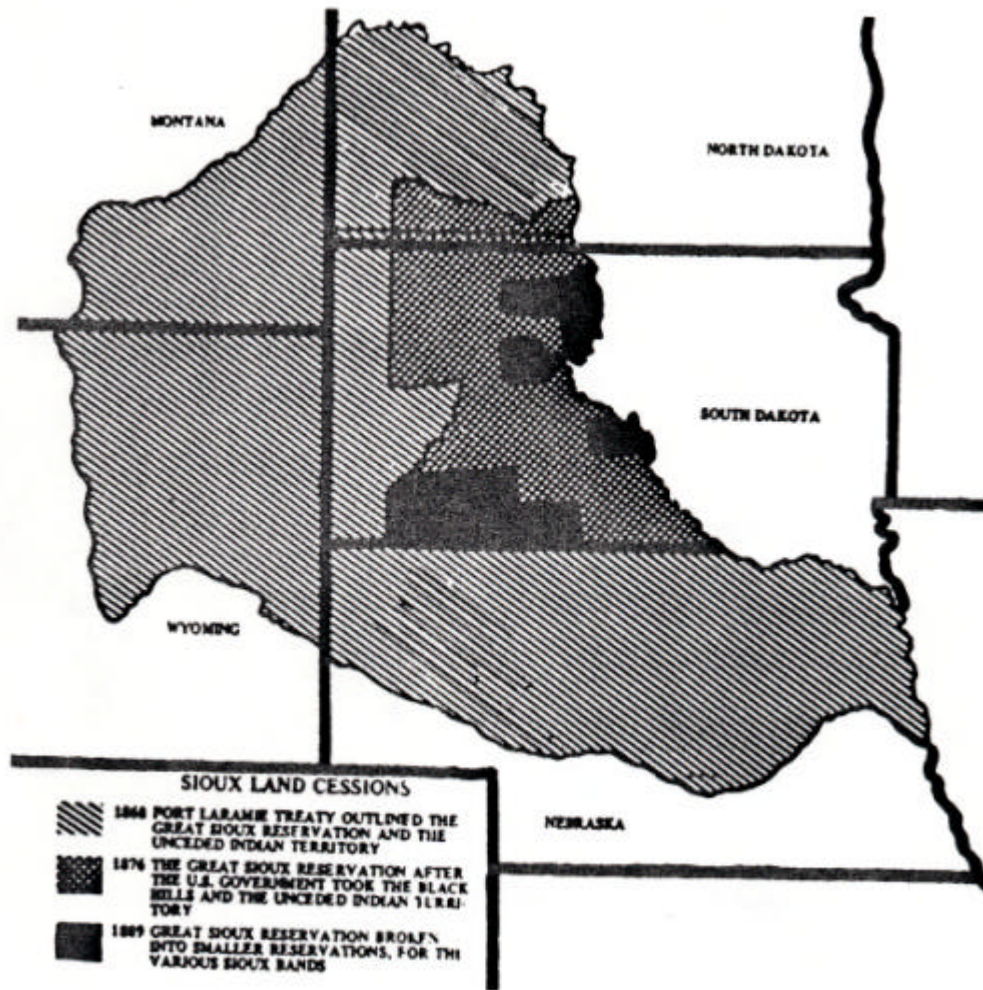 MONTANA
NORTH DAKOTA
SOUTH DAKOTA
WYOMING
NEBRASKA
SIOUX LAND CESSIONS
1868 FORT LARAMIE TREATY OUTLINED THE
GREAT SIOUX RESERVATION AND THE
UNCEDED INDIAN TERRITORY
1876 THE GREAT SIOUX RESERVATION AFTER
THE U.S. GOVERNMENT TOOK THE BLACK
HILLS AND THE UNCEDED INDIAN TERRI-
TORY
1889 GREAT SIOUX RESERVATION BROKEN
INTO SMALLER RESERVATIONS, FOR THE
VARIOUS SIOUX BANDS